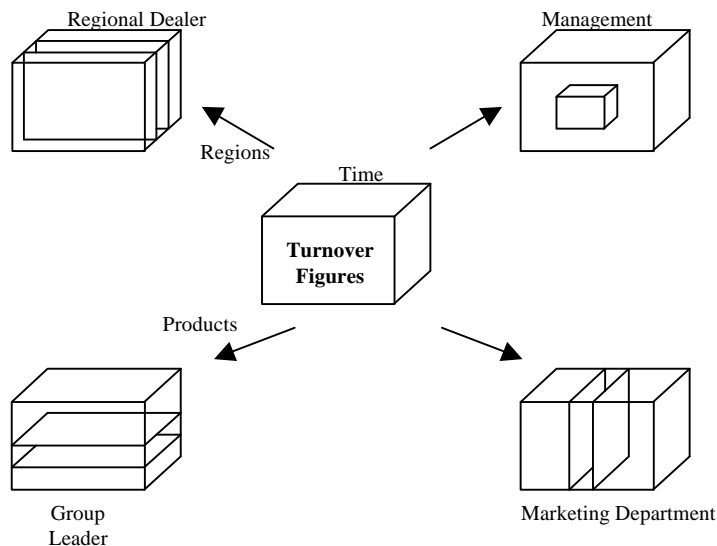 Regional Dealer
Management
Regions
Time
Turnover
Figures
Products
Group
Leader
Marketing Department